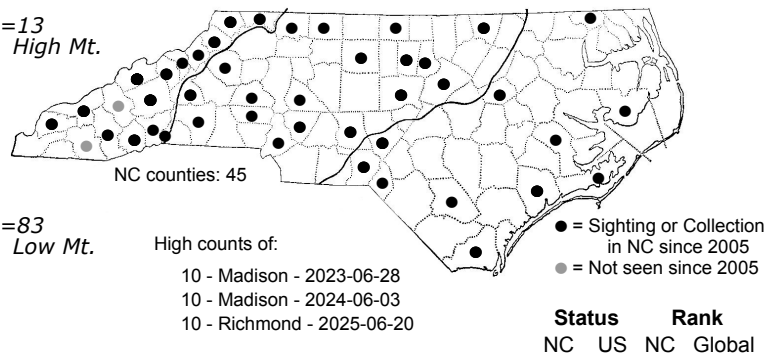 =13
High Mt.
NC counties: 45
=83
Low Mt.
High counts of:
10 - Madison - 2023-06-28
10 - Madison - 2024-06-03
10 - Richmond - 2025-06-20
● = Sighting or Collection
in NC since 2005
● = Not seen since 2005
Status Rank
NC US NC Global